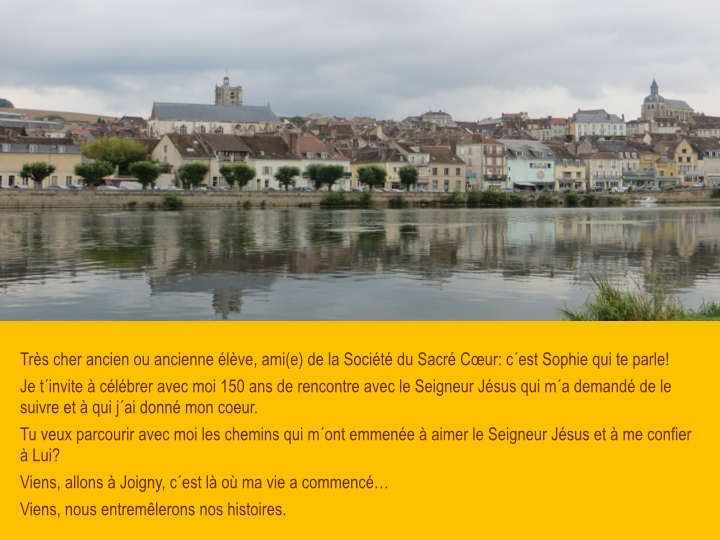 Très cher ancien ou ancienne élève, ami(e) de la Société du Sacré Cœur: c´est Sophie qui te parle!
Je t´invite à célébrer avec moi 150 ans de rencontre avec le Seigneur Jésus qui m´a demandé de le
suivre et à qui j´ai donné mon coeur.
Tu veux parcourir avec moi les chemins qui m´ont emmenée à aimer le Seigneur Jésus et à me confier
à Lui?
Viens, allons à Joigny, c´est là où ma vie a commencé…
Viens, nous entremêlerons nos histoires.